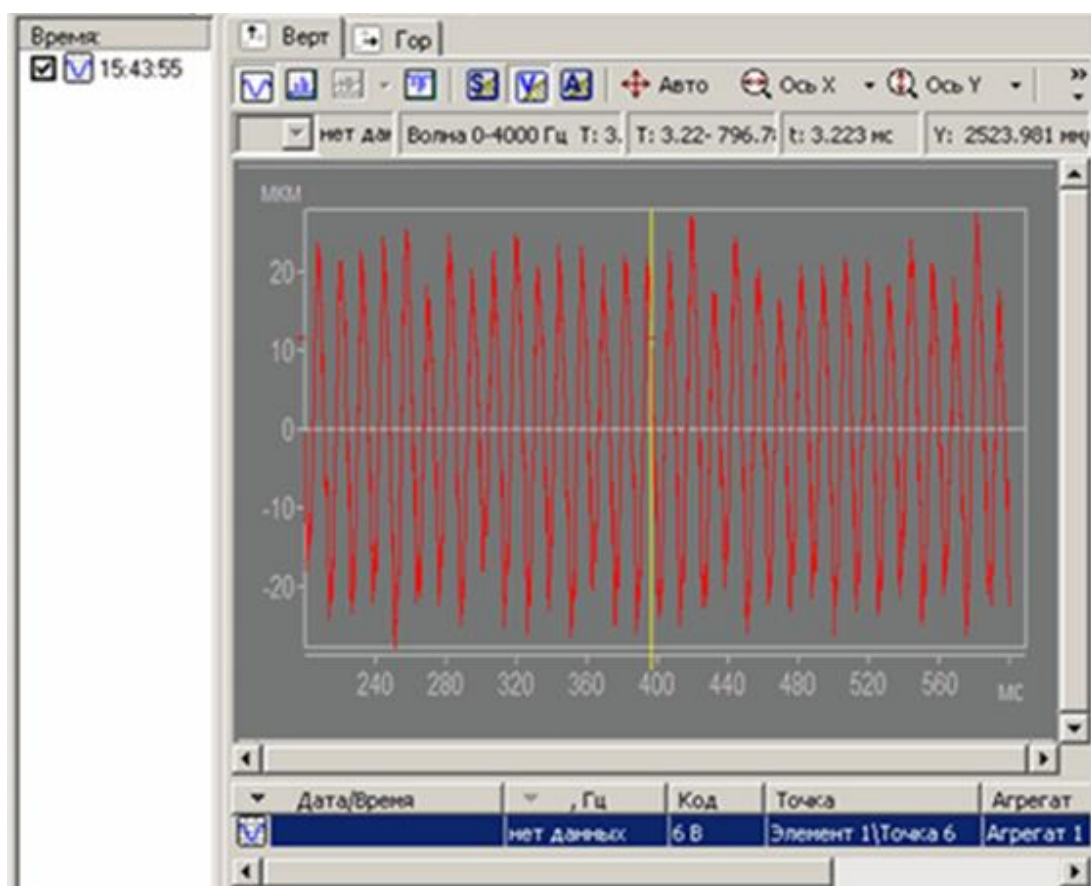 Время:
15:43:55
Верт Гор
S V A Авто Ось X Ось Y »
нет дан Волна 0-4000 Гц T: 3. T: 3.22- 796.7 t: 3.223 мс Y: 2523.981
мкм
20
10
0
-10
-20
240 280 320 360 400 440 480 520 560 мс
Дата/Время , Гц Код Точка Агрегат
нет данных 6 В Элемент 1\Точка 6 Агрегат 1